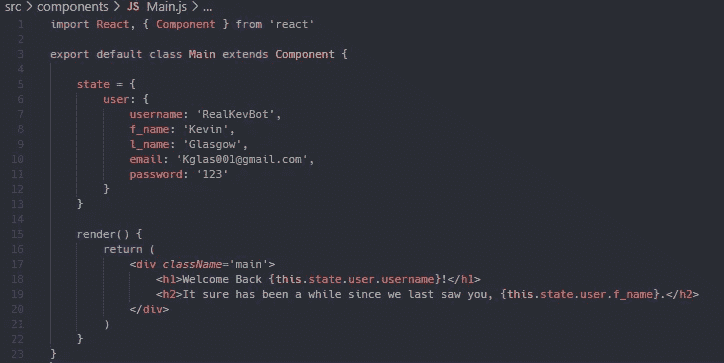 src > components > JS Main.js > ...
1 import React, { Component } from 'react'
2
3 export default class Main extends Component {
4
5 state = {
6 user: {
7 username: 'RealKevBot',
8 f_name: 'Kevin',
9 l_name: 'Glasgow',
10 email: 'Kglas001@gmail.com',
11 password: '123'
12 }
13 }
14
15 render() {
16 return (
17 <div className='main'>
18 <h1>Welcome Back {this.state.user.username}!</h1>
19 <h2>It sure has been a while since we last saw you, {this.state.user.f_name}.</h2>
20 </div>
21 )
22 }
23 }